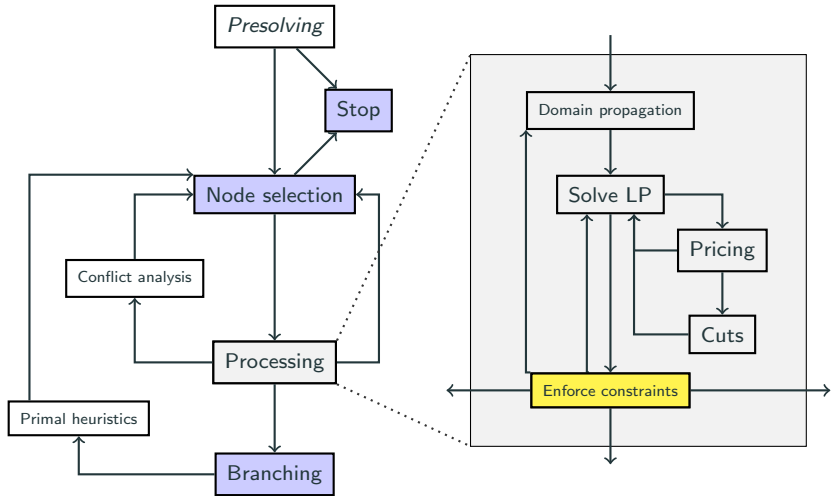 Presolving
Stop
Node selection
Conflict analysis
Processing
Primal heuristics
Branching
Domain propagation
Solve LP
Pricing
Cuts
Enforce constraints